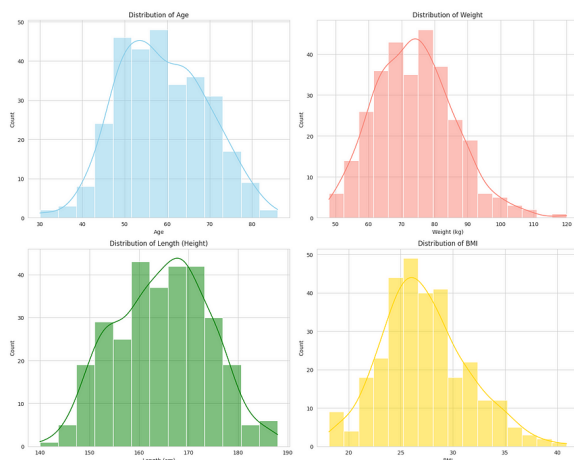 Distribution of Age
50
40
30
20
10
0
Count
30 40 50 60 70 80
Age
Distribution of Weight
40
30
20
10
0
Count
50 60 70 80 90 100 110 120
Weight (kg)
Distribution of Length (Height)
40
30
20
10
0
Count
140 150 160 170 180 190
Length (cm)
Distribution of BMI
50
40
30
20
10
0
Count
20 25 30 35 40
BMI